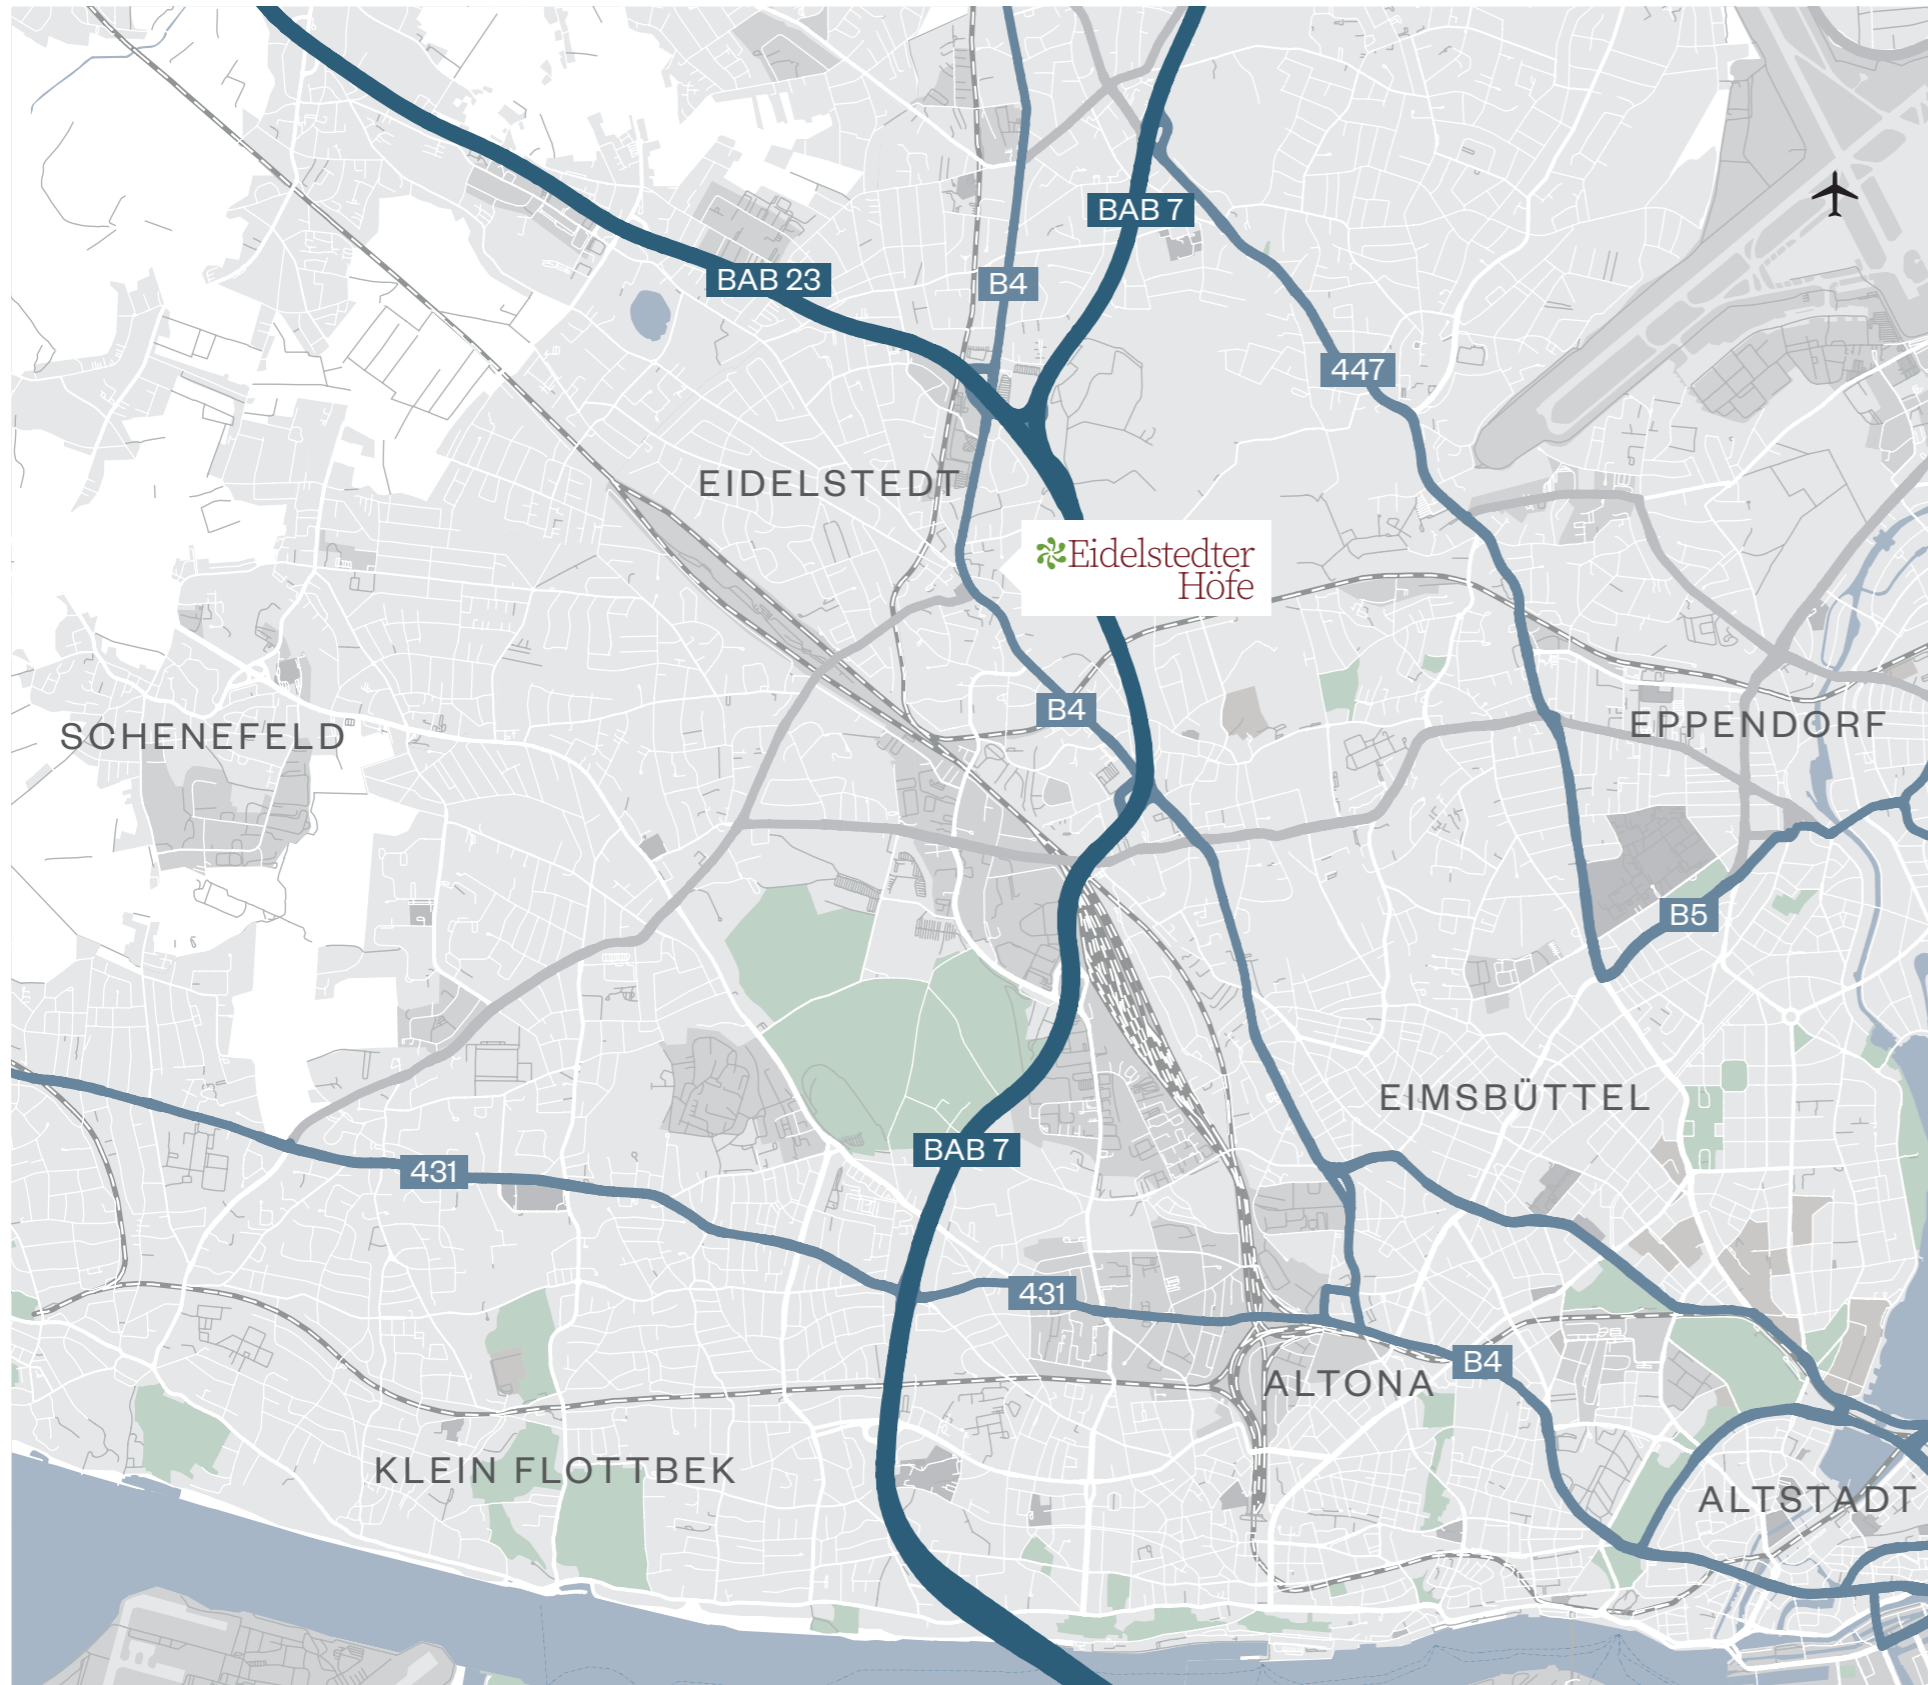 BAB 7
BAB 23
B4
447
EIDELSTEDT
Eidelstedter
Höfe
B4
EPPENDORF
SCHENEFELD
B5
EIMSBÜTTEL
BAB 7
431
431
B4
ALTONA
KLEIN FLOTTBEK
ALTSTADT